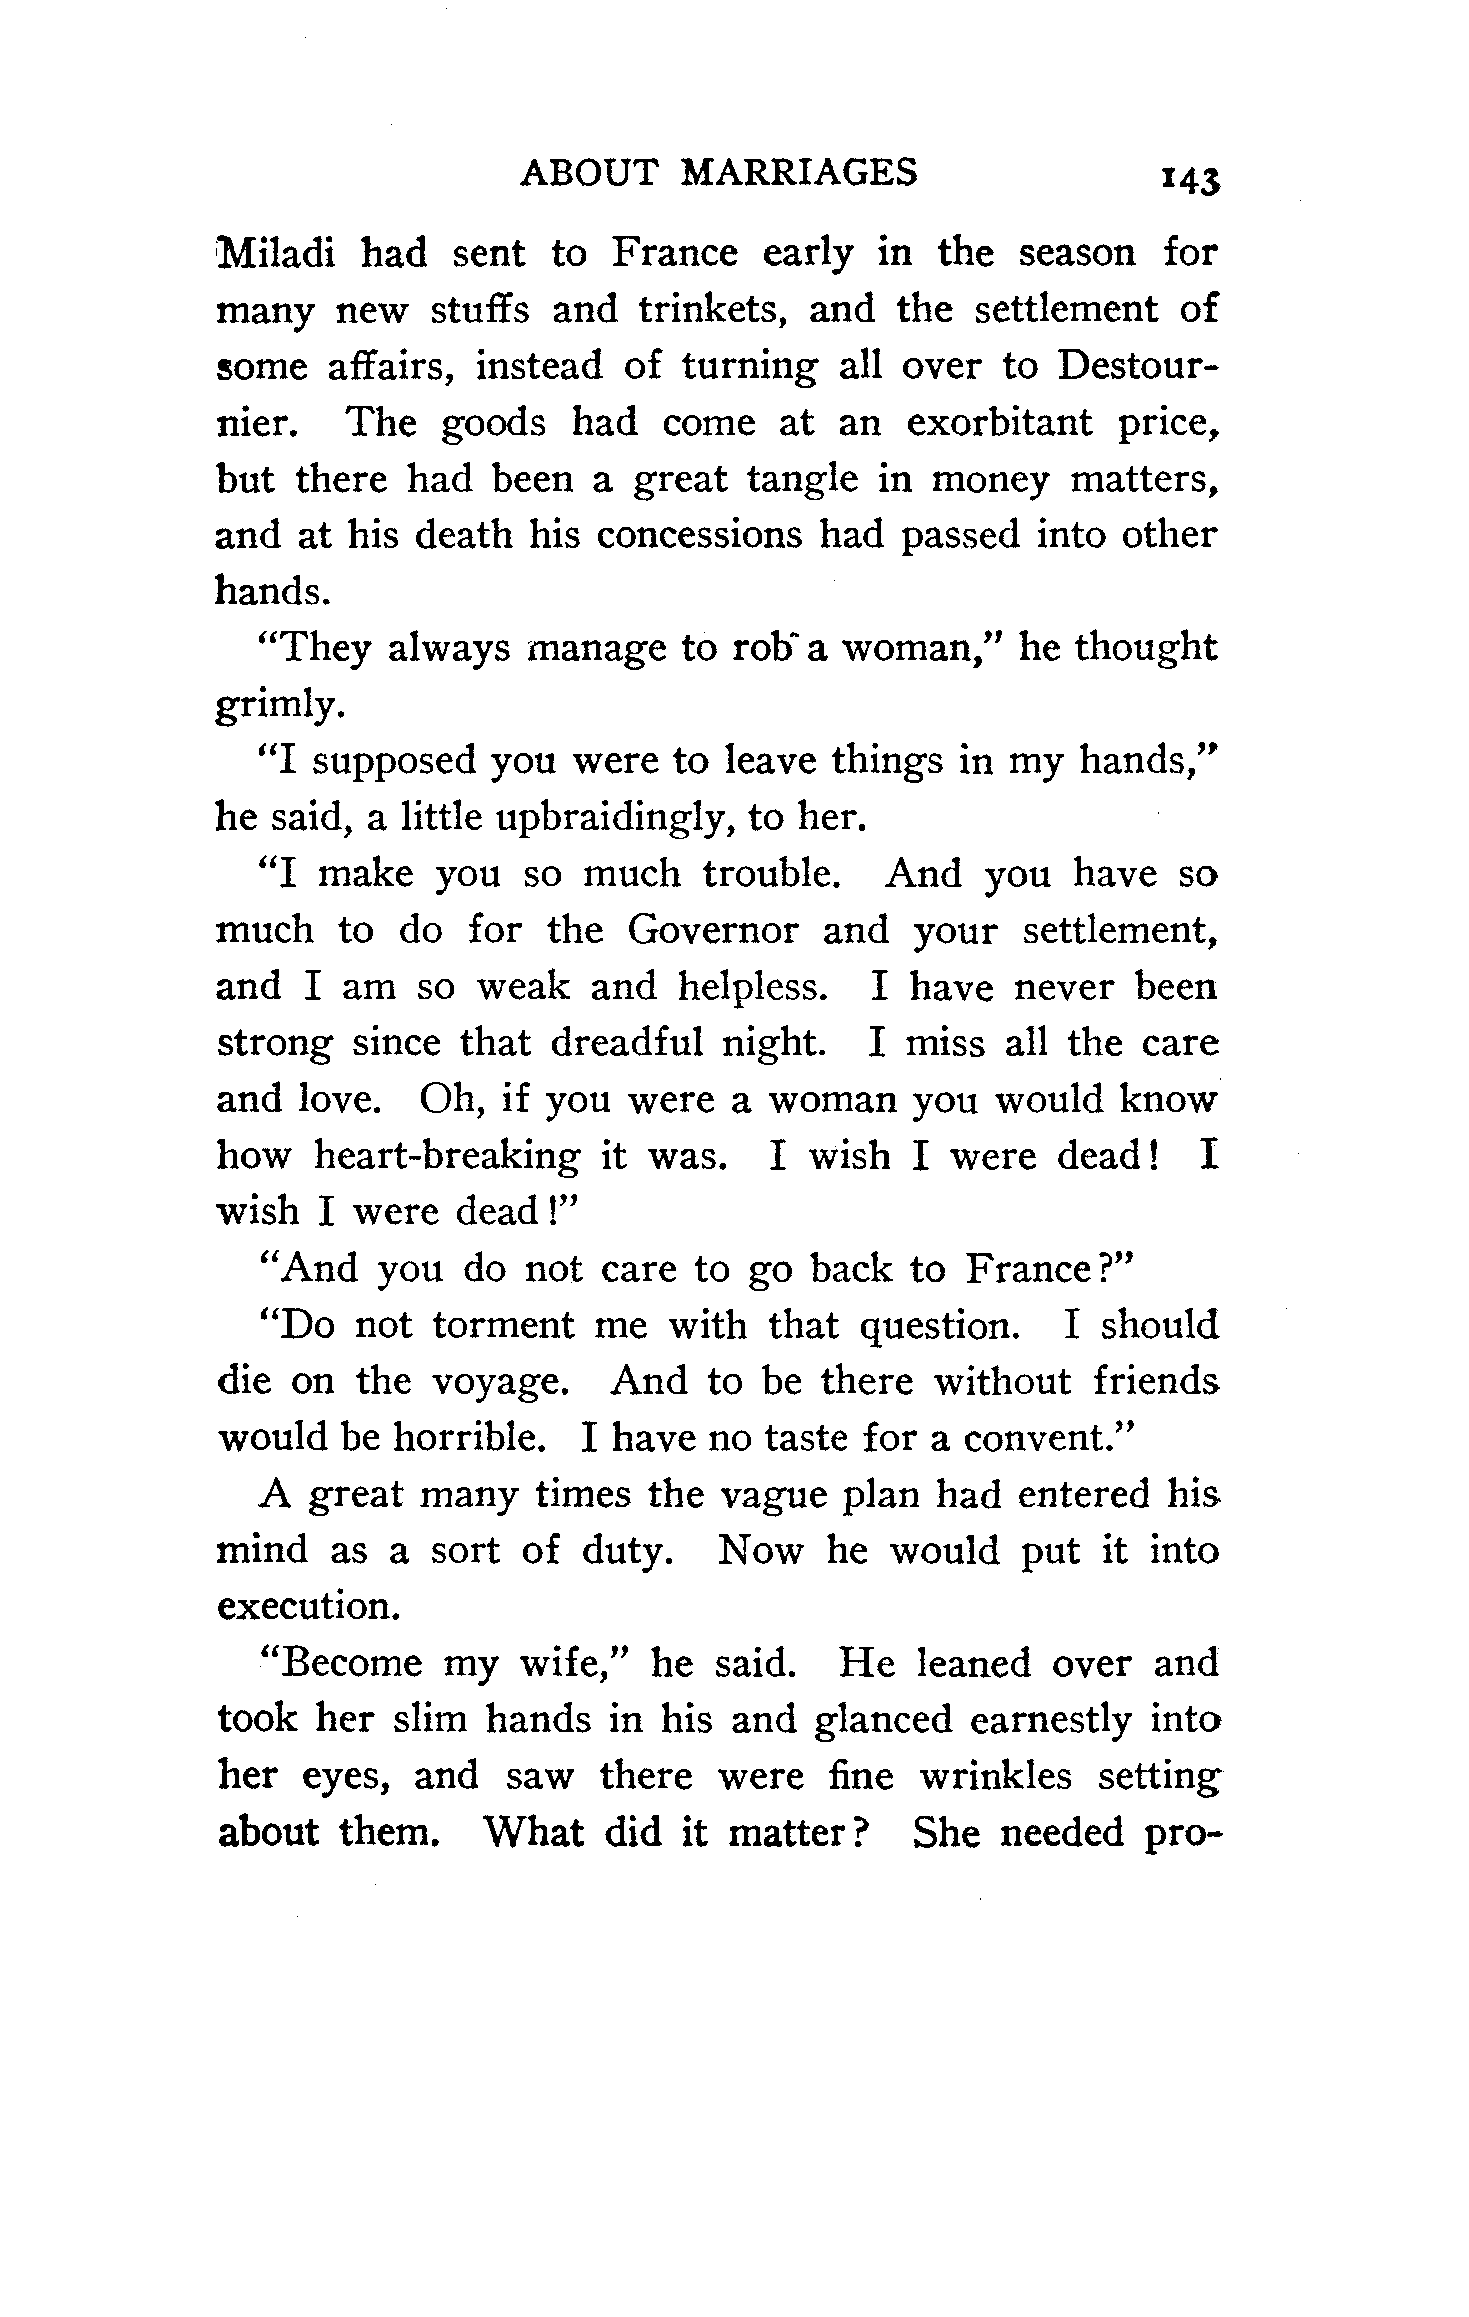 ABOUT MARRIAGES 143
Miladi had sent to France early in the season for
many new stuffs and trinkets, and the settlement of
some affairs, instead of turning all over to Destour-
nier. The goods had come at an exorbitant price,
but there had been a great tangle in money matters,
and at his death his concessions had passed into other
hands.
"They always manage to rob a woman," he thought
grimly.
"I supposed you were to leave things in my hands,"
he said, a little upbraidingly, to her.
"I make you so much trouble. And you have so
much to do for the Governor and your settlement,
and I am so weak and helpless. I have never been
strong since that dreadful night. I miss all the care
and love. Oh, if you were a woman you would know
how heart-breaking it was. I wish I were dead! I
wish I were dead!"
"And you do not care to go back to France?"
"Do not torment me with that question. I should
die on the voyage. And to be there without friends
would be horrible. I have no taste for a convent."
A great many times the vague plan had entered his
mind as a sort of duty. Now he would put it into
execution.
"Become my wife," he said. He leaned over and
took her slim hands in his and glanced earnestly into
her eyes, and saw there were fine wrinkles setting
about them. What did it matter? She needed pro-